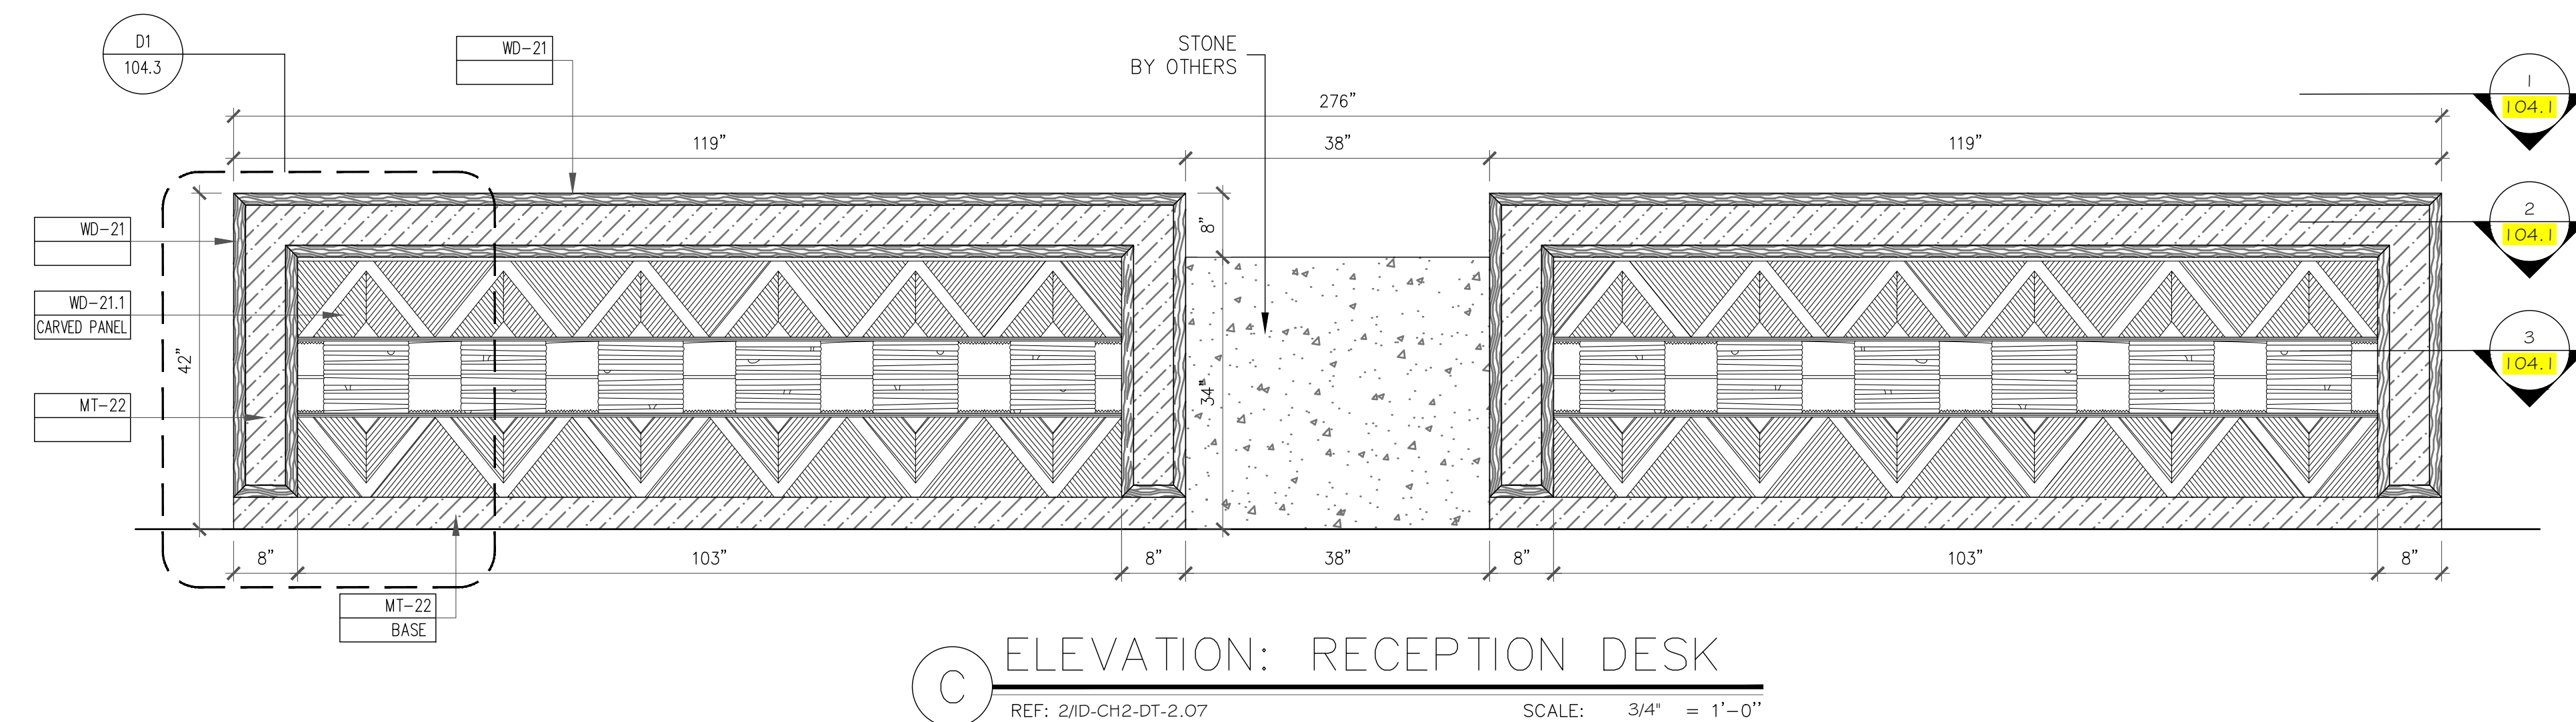 D1
104.3
WD-21
STONE
BY OTHERS
276"
119"
38"
119"
1
104.1
2
104.1
3
104.1
WD-21
WD-21.1
CARVED PANEL
MT-22
42"
8"
34"
8"
103"
8"
38"
8"
103"
8"
MT-22
BASE
C
ELEVATION: RECEPTION DESK
REF: 2/ID-CH2-DT-2.07
SCALE: 3/4" = 1'-0"